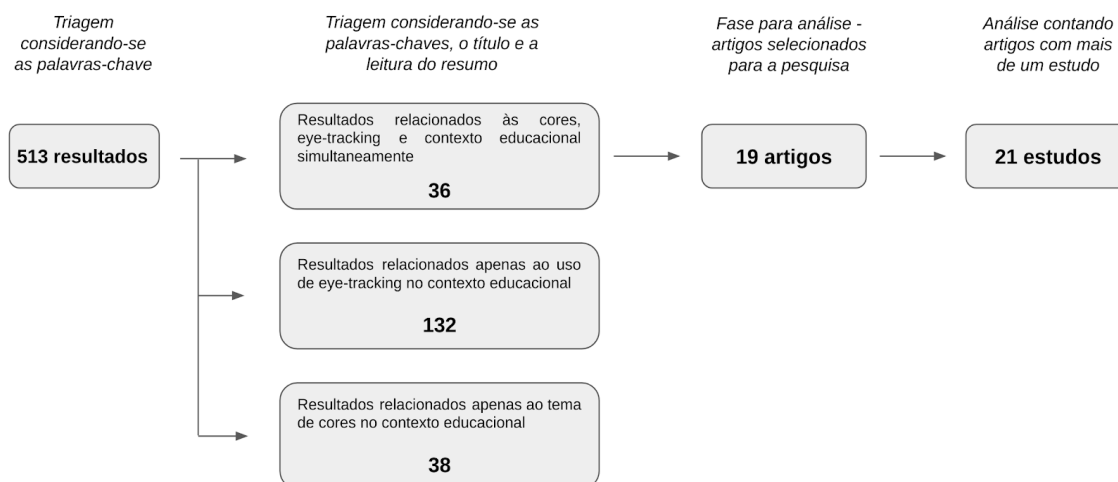 Triagem
considerando-se
as palavras-chave
Triagem considerando-se as
palavras-chaves, o título e a
leitura do resumo
Fase para análise -
artigos selecionados
para a pesquisa
Análise contando
artigos com mais
de um estudo
513 resultados
Resultados relacionados às cores,
eye-tracking e contexto educacional
simultaneamente
36
19 artigos
21 estudos
Resultados relacionados apenas ao uso
de eye-tracking no contexto educacional
132
Resultados relacionados apenas ao tema
de cores no contexto educacional
38